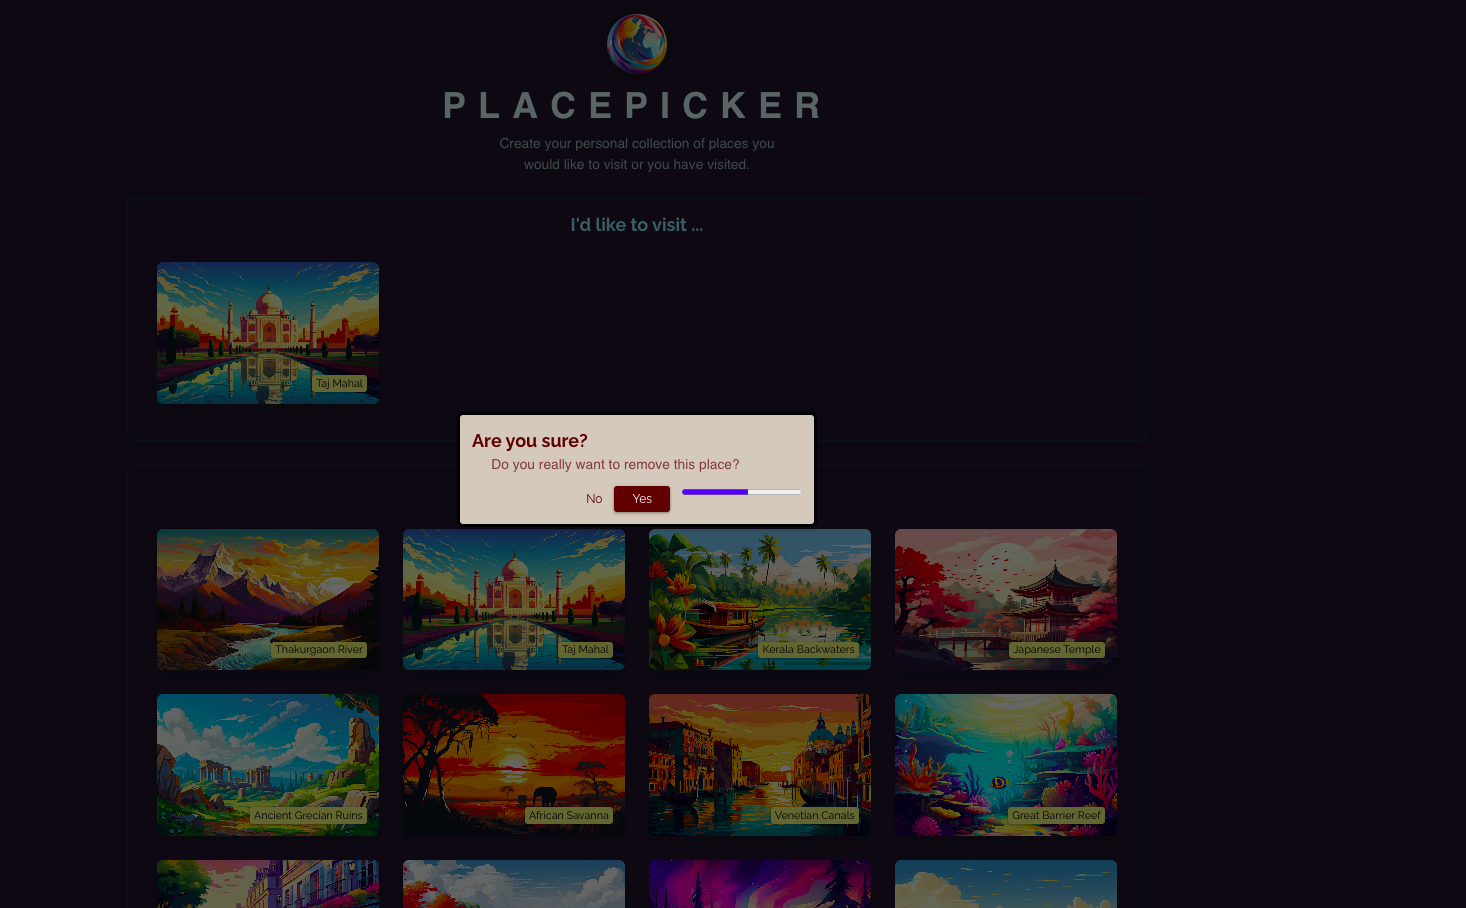 PLACEPICKER
Create your personal collection of places you
would like to visit or you have visited.
I'd like to visit ...
Taj Mahal
Are you sure?
Do you really want to remove this place?
No
Yes
Thakurgaon River
Taj Mahal
Kerala Backwaters
Japanese Temple
Ancient Grecian Ruins
African Savanna
Venetian Canals
Great Barrier Reef